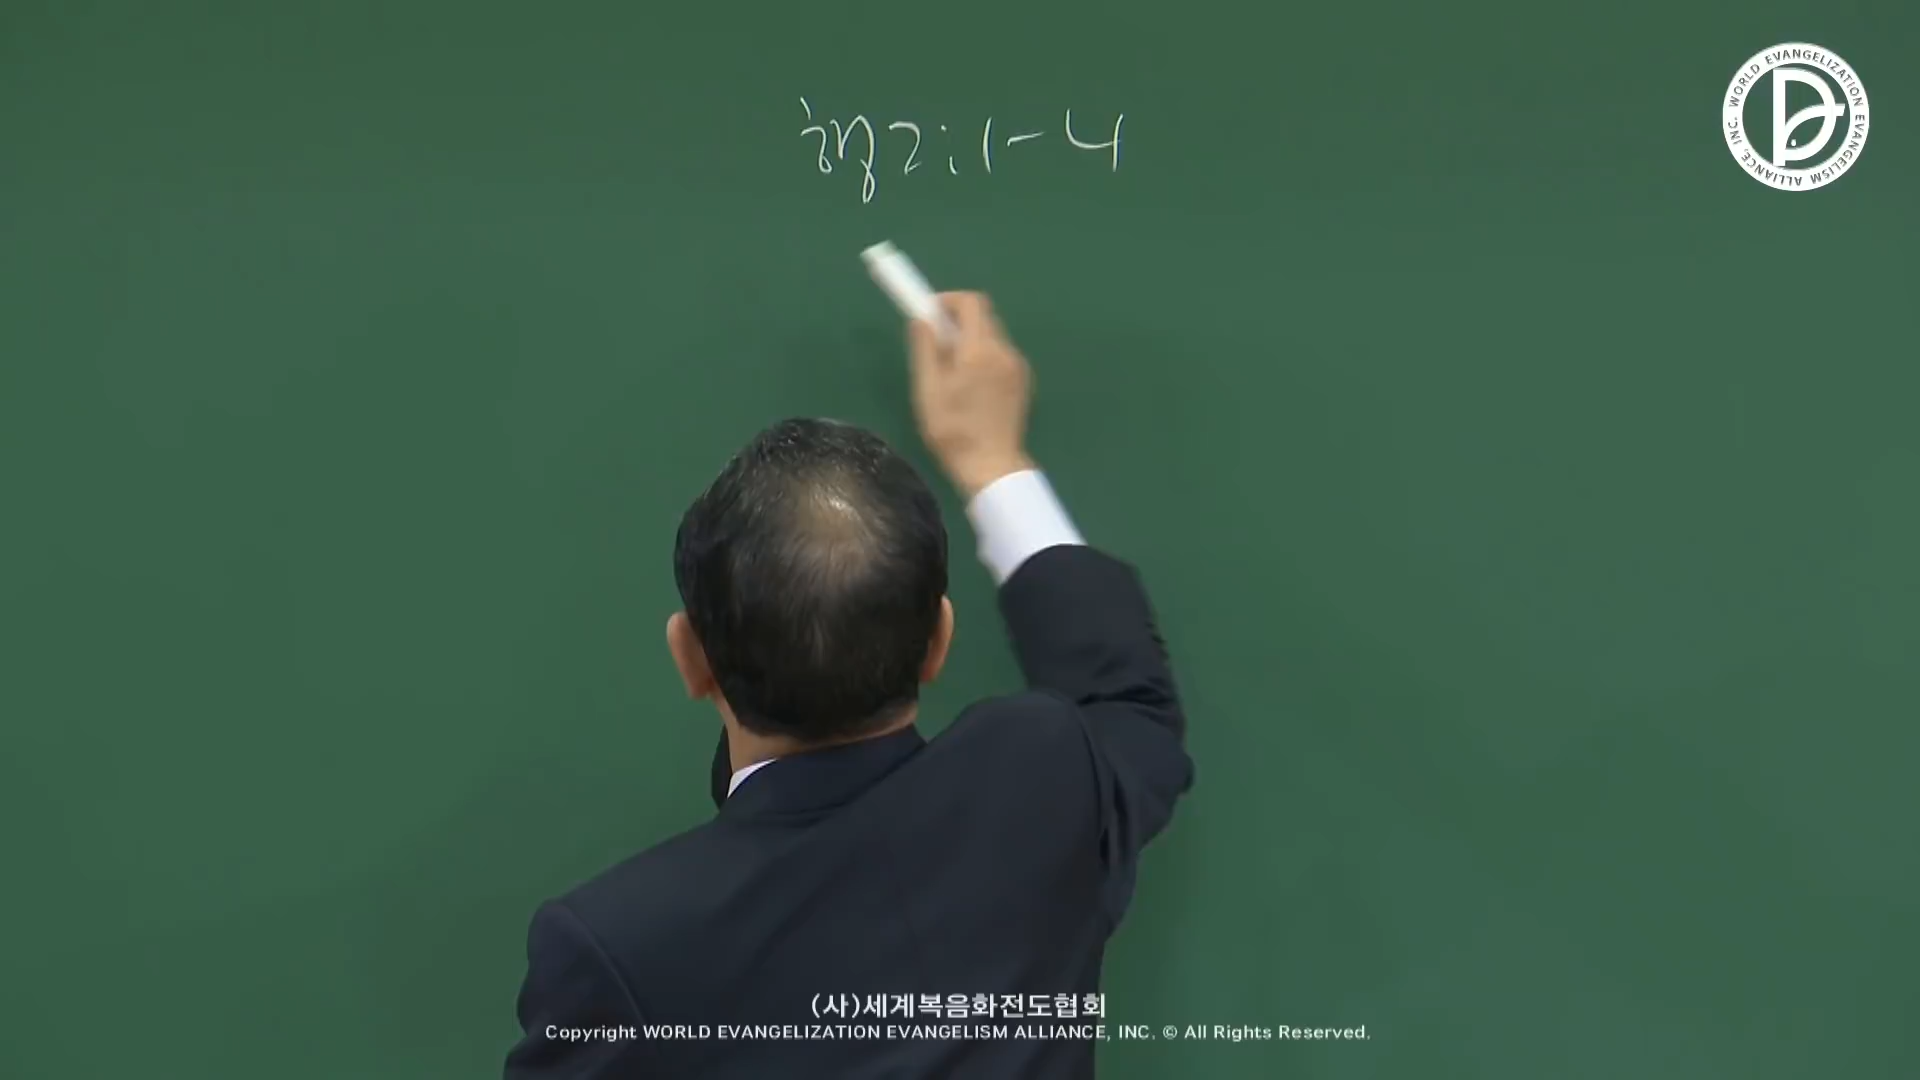 행2:1-4
WORLD EVANGELIZATION EVANGELISM ALLIANCE, INC.
(사)세계복음화전도협회
Copyright WORLD EVANGELIZATION EVANGELISM ALLIANCE, INC. © All Rights Reserved.